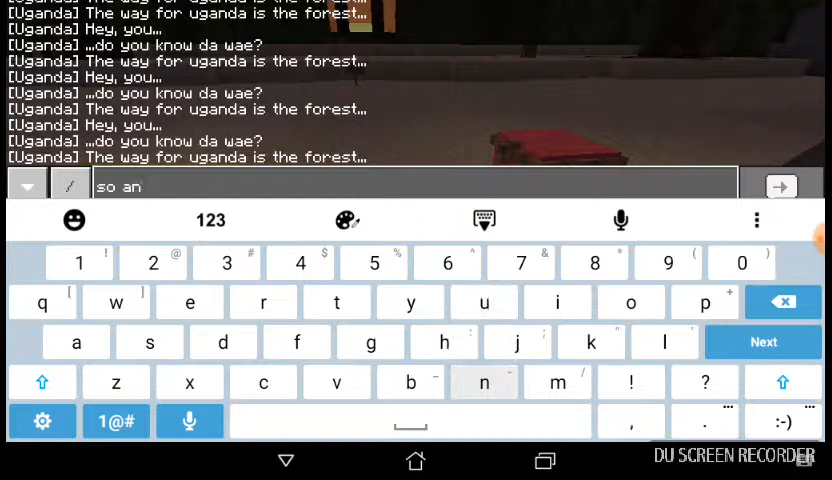 [Uganda] The way for uganda is the forest...
[Uganda] Hey, you...
[Uganda] ...do you know da wae?
[Uganda] The way for uganda is the forest...
[Uganda] Hey, you...
[Uganda] ...do you know da wae?
[Uganda] The way for uganda is the forest...
[Uganda] Hey, you...
[Uganda] ...do you know da wae?
[Uganda] The way for uganda is the forest...
/ so an
123
1 ! 2 @ 3 # 4 $ 5 % 6 ^ 7 & 8 * 9 ( 0 )
q [ w ] e r t y u i o p +
a s d f g h : j ; k " l ' Next
z x c v b _ n - m / ! ?
1@# , . ... :-) ...
DU SCREEN RECORDER